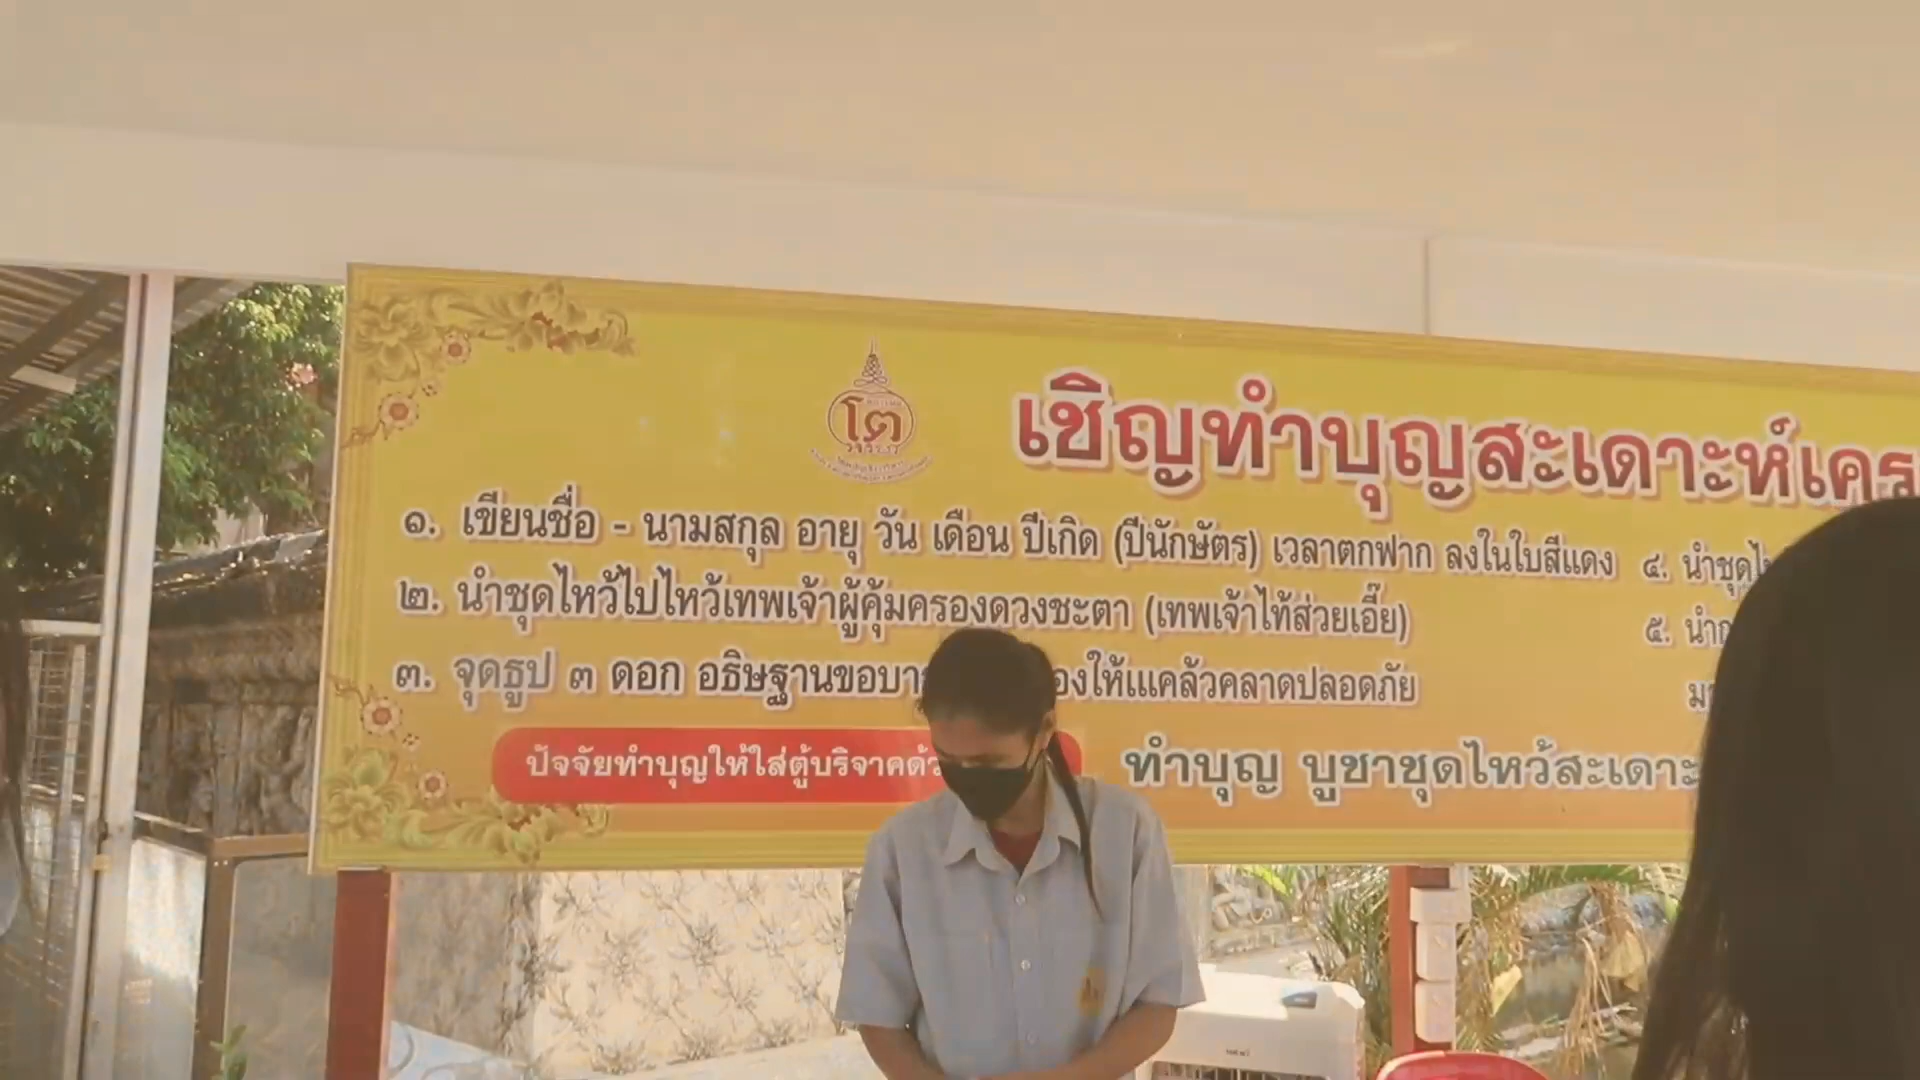 โต
เชิญทำบุญสะเดาะห์เคร
๑. เขียนชื่อ - นามสกุล อายุ วัน เดือน ปีเกิด (ปีนักษัตร) เวลาตกฟาก ลงในใบสีแดง
๒. นำชุดไหว้ไปไหว้เทพเจ้าผู้คุ้มครองดวงชะตา (เทพเจ้าไท้ส่วยเอี๊ย)
๓. จุดธูป ๓ ดอก อธิษฐานขอบาร องให้แคล้วคลาดปลอดภัย
๔. นำชุดไ
๕. นำ
ปัจจัยทำบุญให้ใส่ตู้บริจาคด้ว
ทำบุญ บูชาชุดไหว้สะเดาะ